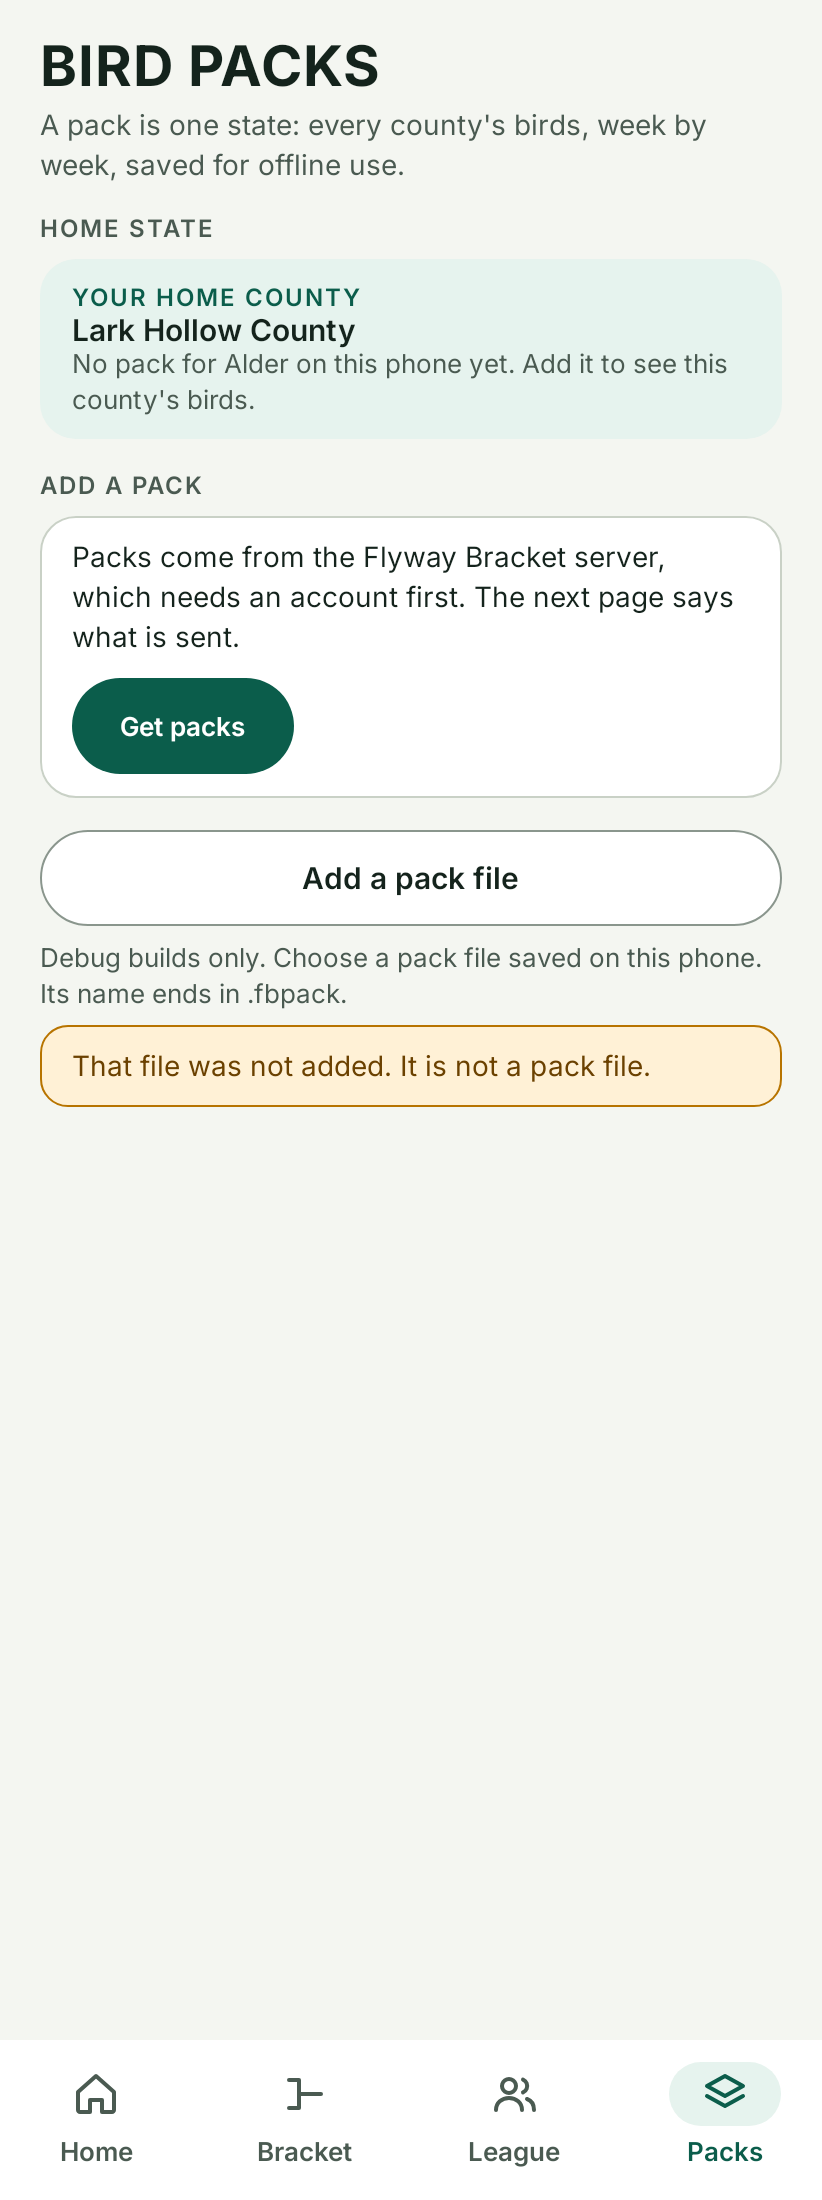 BIRD PACKS
A pack is one state: every county's birds, week by
week, saved for offline use.
HOME STATE
YOUR HOME COUNTY
Lark Hollow County
No pack for Alder on this phone yet. Add it to see this
county's birds.
ADD A PACK
Packs come from the Flyway Bracket server,
which needs an account first. The next page says
what is sent.
Get packs
Add a pack file
Debug builds only. Choose a pack file saved on this phone.
Its name ends in .fbpack.
That file was not added. It is not a pack file.
Home
Bracket
League
Packs